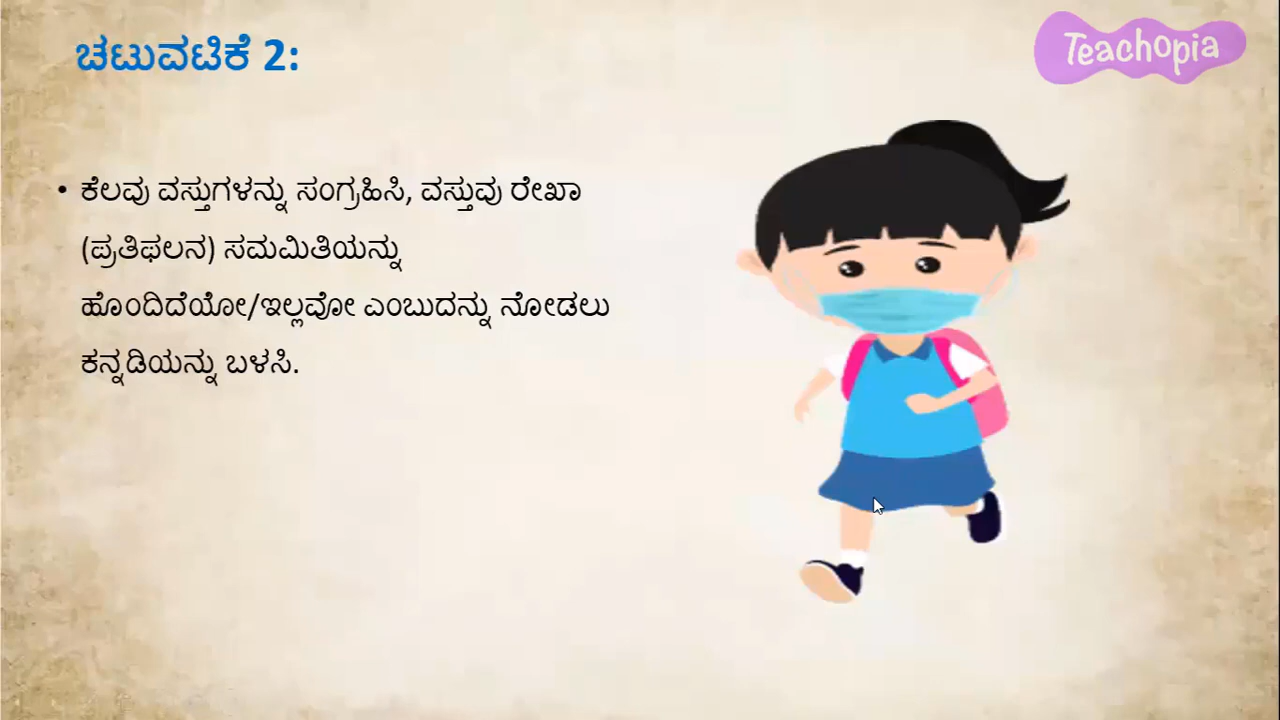 ಚಟುವಟಿಕೆ 2:
Teachopia
• ಕೆಲವು ವಸ್ತುಗಳನ್ನು ಸಂಗ್ರಹಿಸಿ, ವಸ್ತುವು ರೇಖಾ
(ಪ್ರತಿಫಲನ) ಸಮಮಿತಿಯನ್ನು
ಹೊಂದಿದೆಯೋ/ಇಲ್ಲವೋ ಎಂಬುದನ್ನು ನೋಡಲು
ಕನ್ನಡಿಯನ್ನು ಬಳಸಿ.